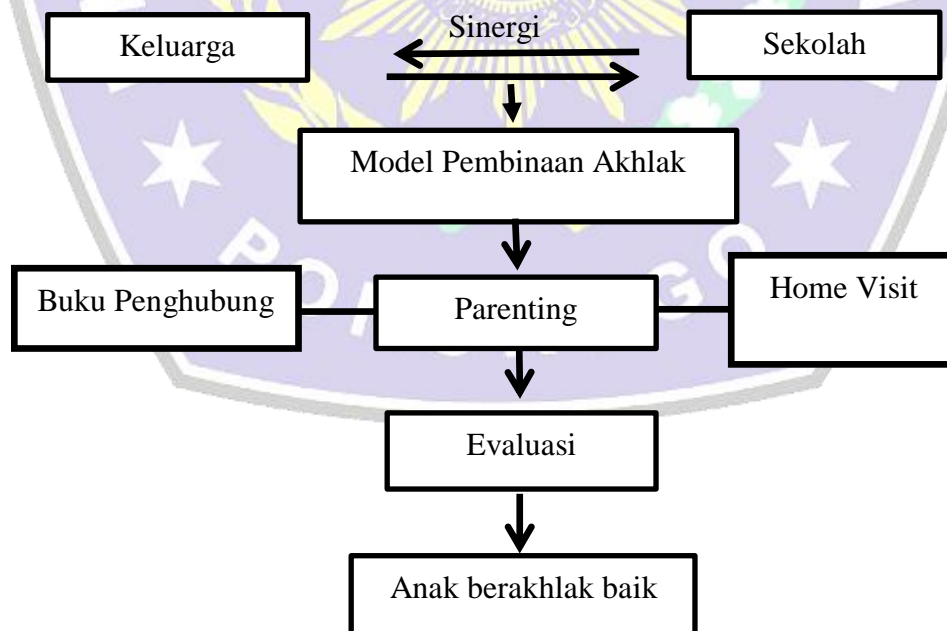 Sinergi
Keluarga
Sekolah
Model Pembinaan Akhlak
Buku Penghubung
Parenting
Home Visit
Evaluasi
Anak berakhlak baik